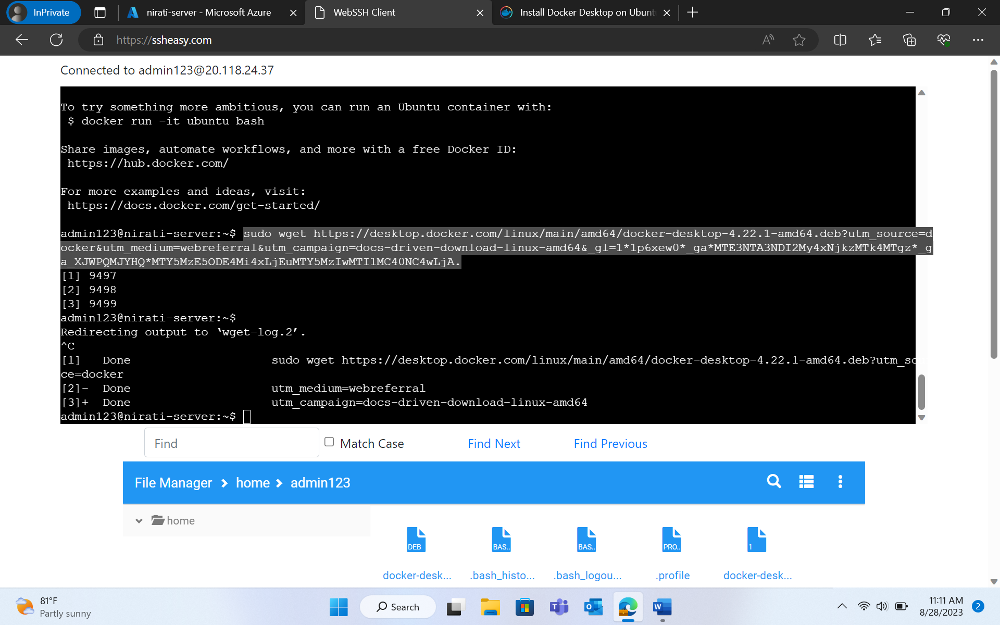 InPrivate
nirati-server - Microsoft Azure
WebSSH Client
Install Docker Desktop on Ubunt
https://ssheasy.com
Connected to admin123@20.118.24.37
To try something more ambitious, you can run an Ubuntu container with:
$ docker run -it ubuntu bash
Share images, automate workflows, and more with a free Docker ID:
https://hub.docker.com/
For more examples and ideas, visit:
https://docs.docker.com/get-started/
admin123@nirati-server:~$ sudo wget https://desktop.docker.com/linux/main/amd64/docker-desktop-4.22.1-amd64.deb?utm_source=d
ocker&utm_medium=webreferral&utm_campaign=docs-driven-download-linux-amd64&_gl=1*1p6xew0*_ga*MTE3NTA3NDI2My4xNjkzMTk4MTgz*_g
a_XJWPQMJYHQ*MTY5MzE5ODE4Mi4xLjEuMTY5MzIwMTI1MC40NC4wLjA.
[1] 9497
[2] 9498
[3] 9499
admin123@nirati-server:~$
Redirecting output to ‘wget-log.2’.
^C
[1]   Done                    sudo wget https://desktop.docker.com/linux/main/amd64/docker-desktop-4.22.1-amd64.deb?utm_sou
ce=docker
[2]-  Done                    utm_medium=webreferral
[3]+  Done                    utm_campaign=docs-driven-download-linux-amd64
admin123@nirati-server:~$
Find
Match Case
Find Next
Find Previous
File Manager > home > admin123
home
DEB
BAS..
BAS..
PRO..
1
docker-desk...
.bash_histo...
.bash_logou...
.profile
docker-desk...
81°F
Partly sunny
Search
11:11 AM
8/28/2023
2